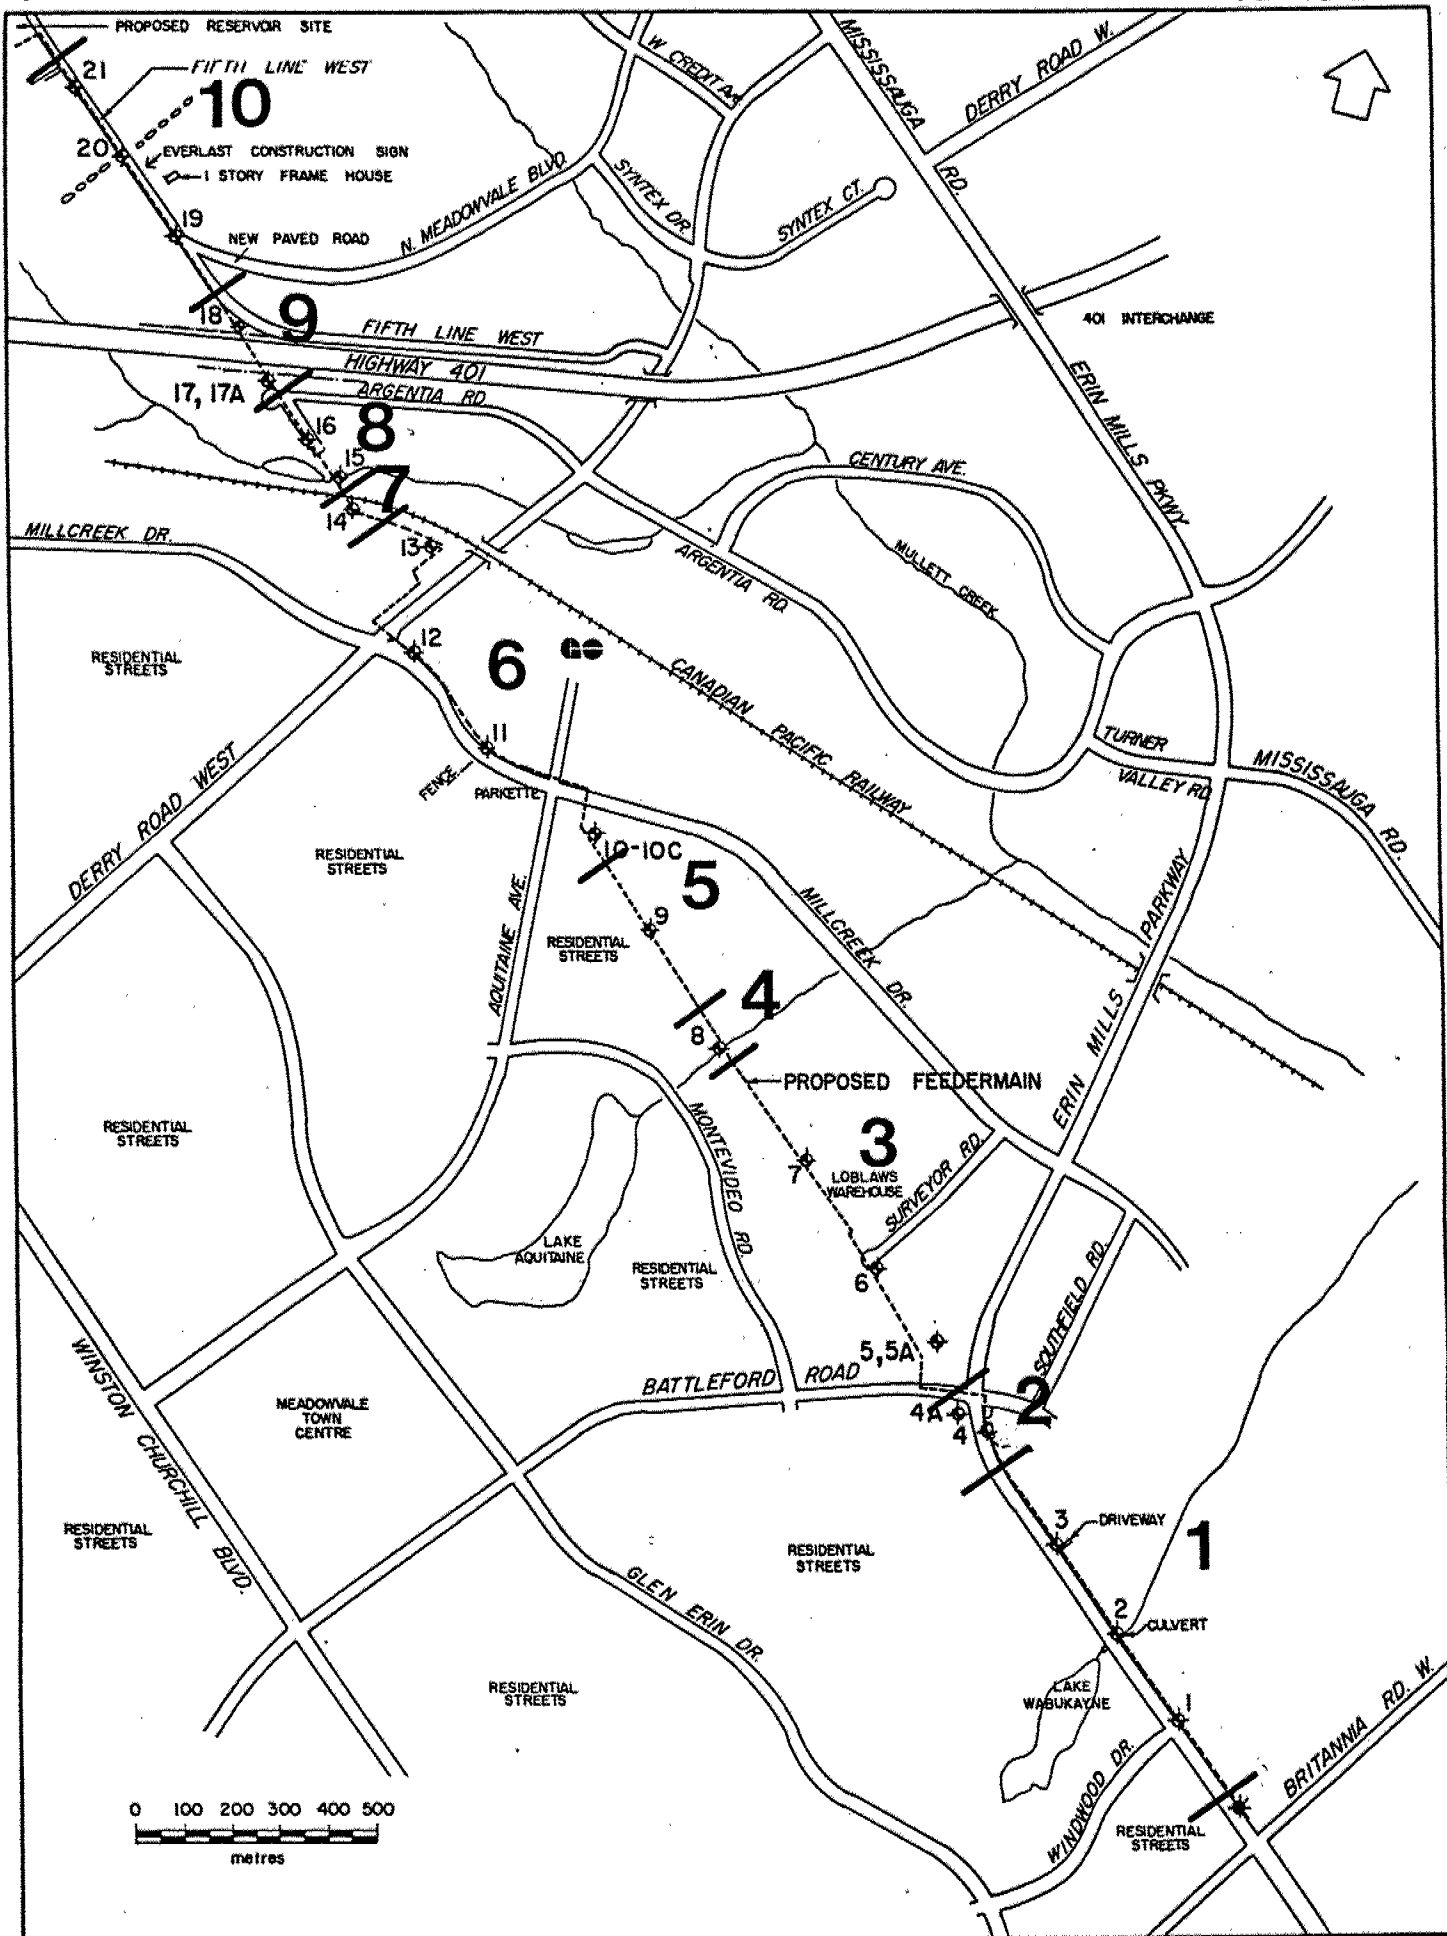 PROPOSED RESERVOIR SITE
21
FIFTH LINE WEST
10
20
EVERLAST CONSTRUCTION SIGN
1 STORY FRAME HOUSE
19
NEW PAVED ROAD
N. MEADOWVALE BLVD.
W CREDIT AV
SYNTEX DR.
SYNTEX CT.
MISSISSAUGA
RD.
DERRY ROAD W.
18
9
FIFTH LINE WEST
HIGHWAY 401
ARGENTIA RD.
401 INTERCHANGE
ERIN MILLS PKWY.
17, 17A
16
8
15
7
14
13
MILLCREEK DR.
CENTURY AVE.
ARGENTIA RD.
MULLETT CREEK
RESIDENTIAL
STREETS
12
6
GO
CANADIAN PACIFIC RAILWAY
11
FENCE
PARKETTE
TURNER
VALLEY RD.
MISSISSAUGA RD.
DERRY ROAD WEST
RESIDENTIAL
STREETS
10-10C
5
9
AQUITAINE AVE.
RESIDENTIAL
STREETS
MILLCREEK DR.
ERIN MILLS PARKWAY
4
8
PROPOSED FEEDERMAIN
RESIDENTIAL
STREETS
MONTEVIDEO RD.
3
7
LOBLAWS
WAREHOUSE
SURVEYOR RD.
LAKE
AQUITAINE
RESIDENTIAL
STREETS
6
SOUTHFIELD RD.
5,5A
BATTLEFORD ROAD
2
4A
4
WINSTON CHURCHILL BLVD.
MEADOWVALE
TOWN
CENTRE
RESIDENTIAL
STREETS
RESIDENTIAL
STREETS
3
DRIVEWAY
1
GLEN ERIN DR.
2
CULVERT
RESIDENTIAL
STREETS
LAKE
WABUKAYNE
1
BRITANNIA RD. W.
WINDWOOD DR.
RESIDENTIAL
STREETS
0 100 200 300 400 500
metres